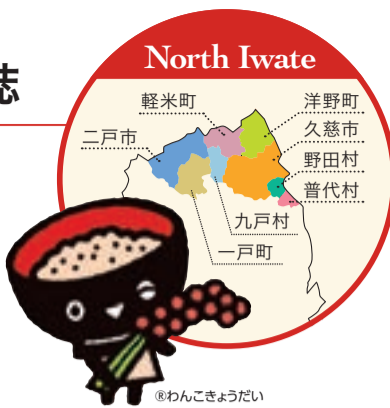 誌
North Iwate
軽米町
洋野町
二戸市
久慈市
野田村
普代村
九戸村
一戸町
®わんこきょうだい